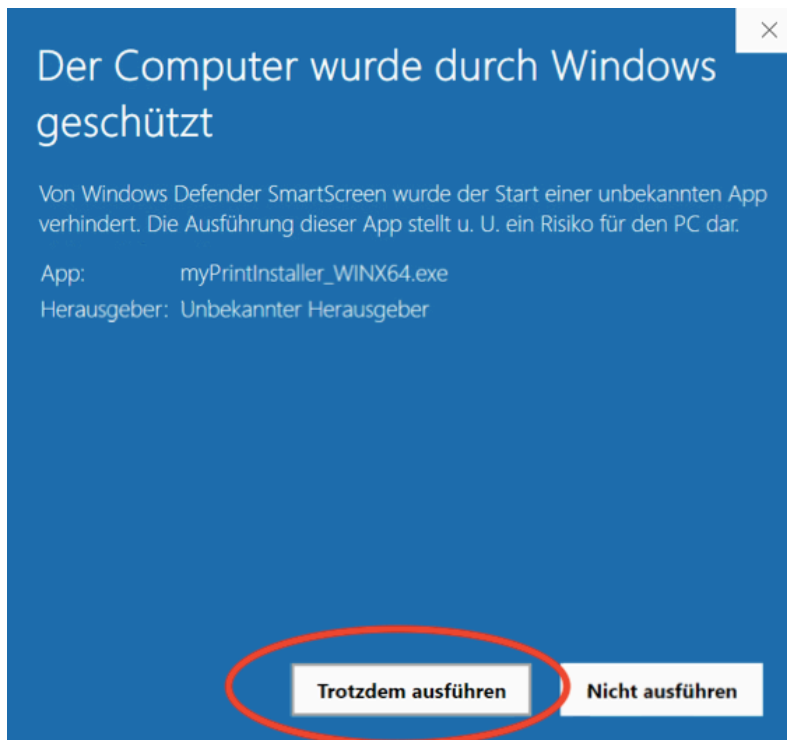 Der Computer wurde durch Windows
geschützt
Von Windows Defender SmartScreen wurde der Start einer unbekannten App
verhindert. Die Ausführung dieser App stellt u. U. ein Risiko für den PC dar.
App: myPrintInstaller_WINX64.exe
Herausgeber: Unbekannter Herausgeber
Trotzdem ausführen Nicht ausführen